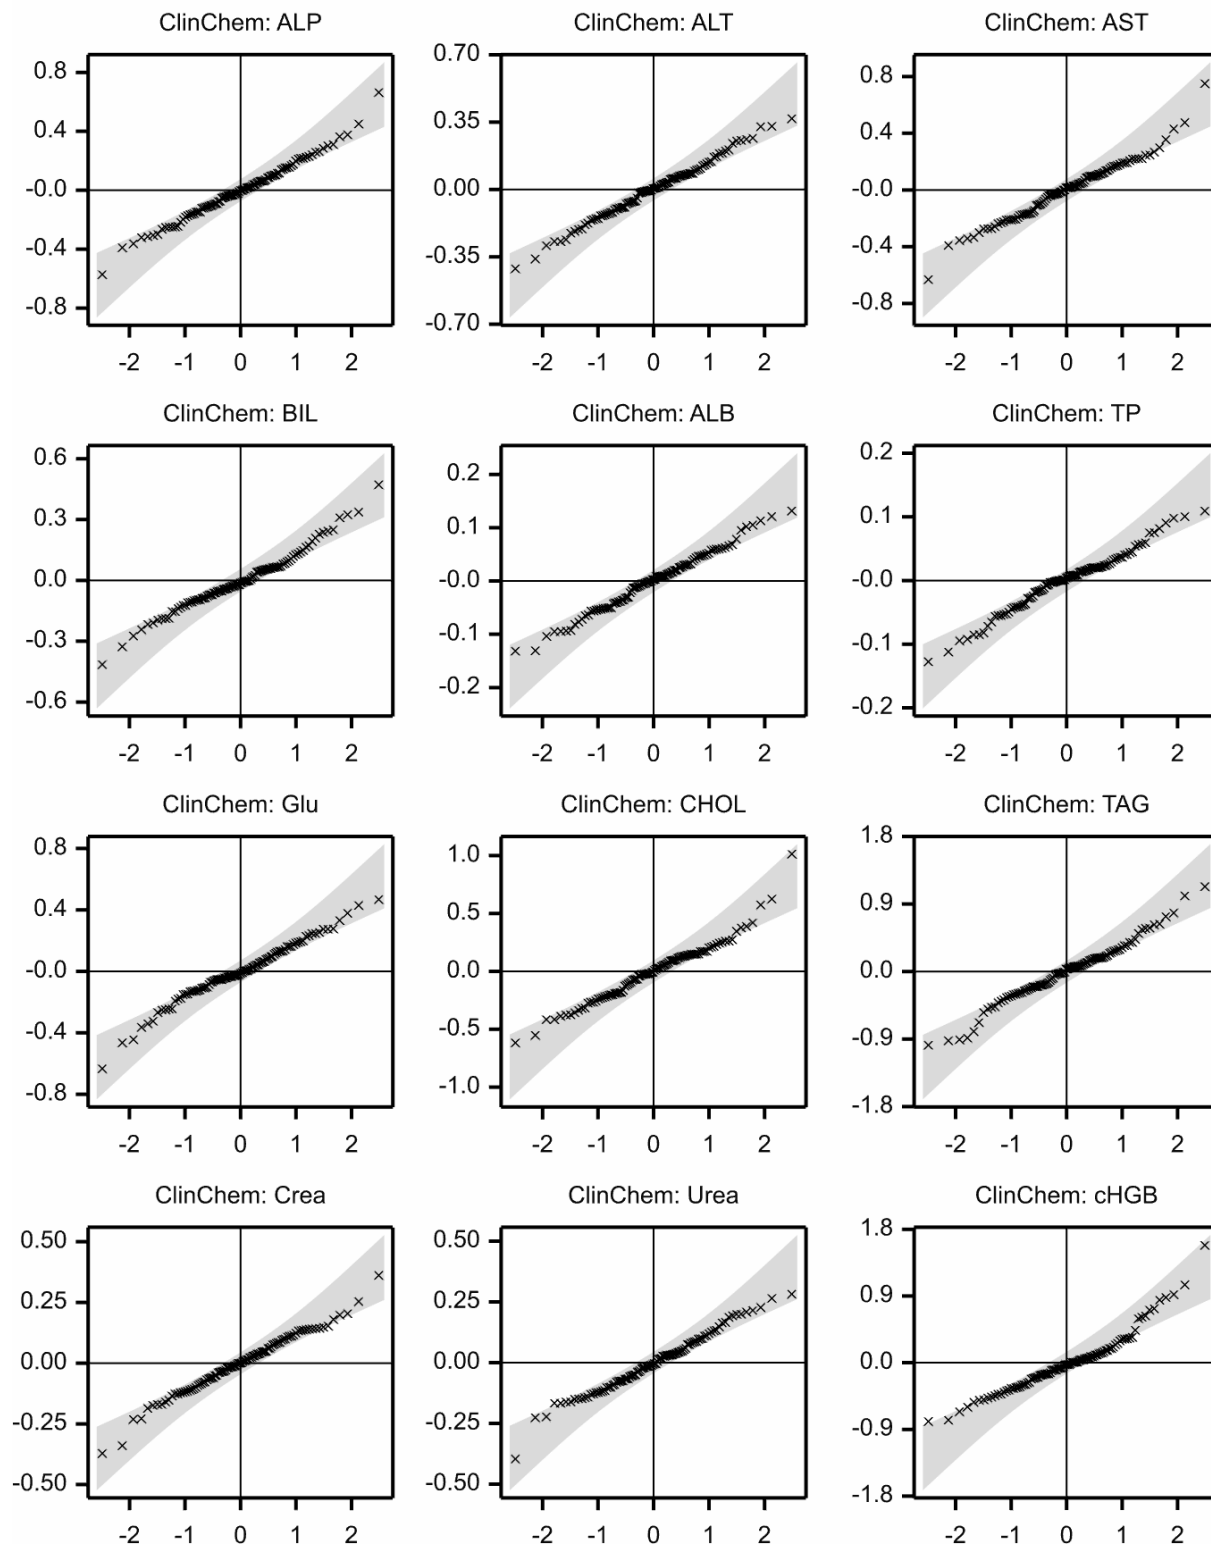 ClinChem: ALP ClinChem: ALT ClinChem: AST
0.8 0.70 0.8
0.4 0.35 0.4
-0.0 0.00 -0.0
-0.4 -0.35 -0.4
-0.8 -0.70 -0.8
-2 -1 0 1 2 -2 -1 0 1 2 -2 -1 0 1 2
ClinChem: BIL ClinChem: ALB ClinChem: TP
0.6 0.2 0.2
0.3 0.1 0.1
0.0 -0.0 -0.0
-0.3 -0.1 -0.1
-0.6 -0.2 -0.2
-2 -1 0 1 2 -2 -1 0 1 2 -2 -1 0 1 2
ClinChem: Glu ClinChem: CHOL ClinChem: TAG
0.8 1.0 1.8
0.4 0.5 0.9
-0.0 0.0 0.0
-0.4 -0.5 -0.9
-0.8 -1.0 -1.8
-2 -1 0 1 2 -2 -1 0 1 2 -2 -1 0 1 2
ClinChem: Crea ClinChem: Urea ClinChem: cHGB
0.50 0.50 1.8
0.25 0.25 0.9
0.00 0.00 0.0
-0.25 -0.25 -0.9
-0.50 -0.50 -1.8
-2 -1 0 1 2 -2 -1 0 1 2 -2 -1 0 1 2